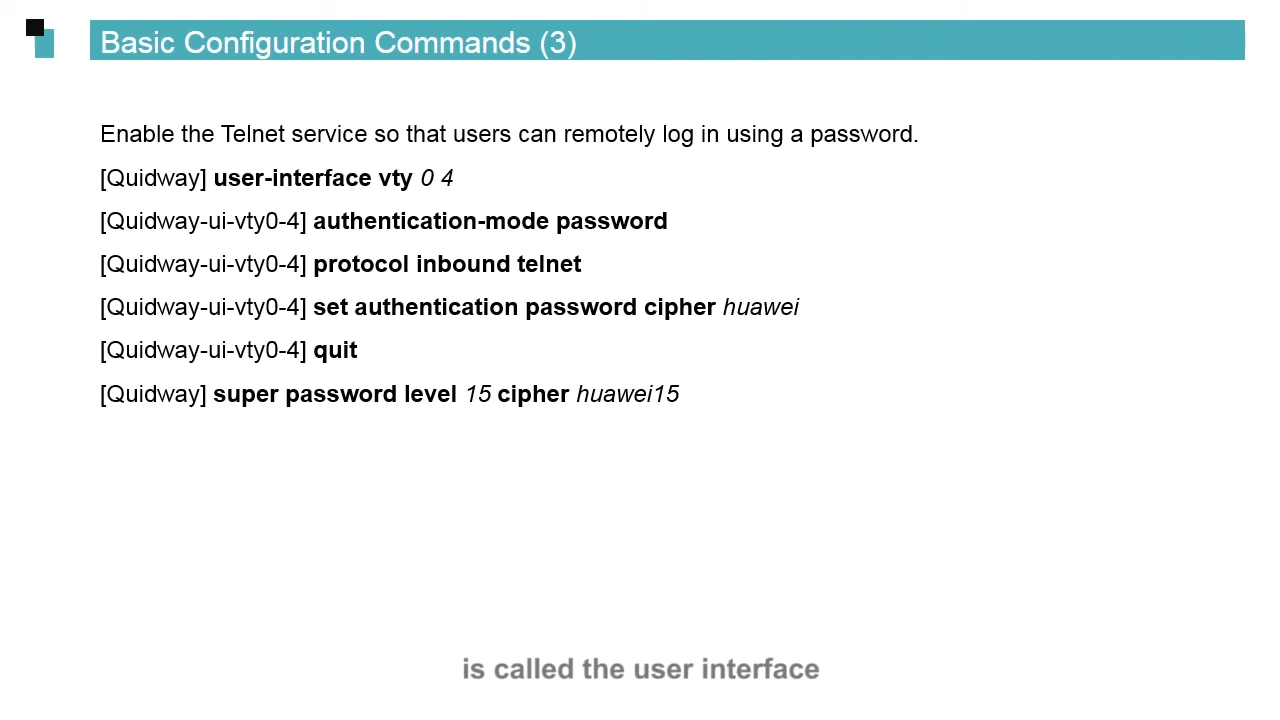 Basic Configuration Commands (3)
Enable the Telnet service so that users can remotely log in using a password.
[Quidway] user-interface vty 0 4
[Quidway-ui-vty0-4] authentication-mode password
[Quidway-ui-vty0-4] protocol inbound telnet
[Quidway-ui-vty0-4] set authentication password cipher huawei
[Quidway-ui-vty0-4] quit
[Quidway] super password level 15 cipher huawei15
is called the user interface